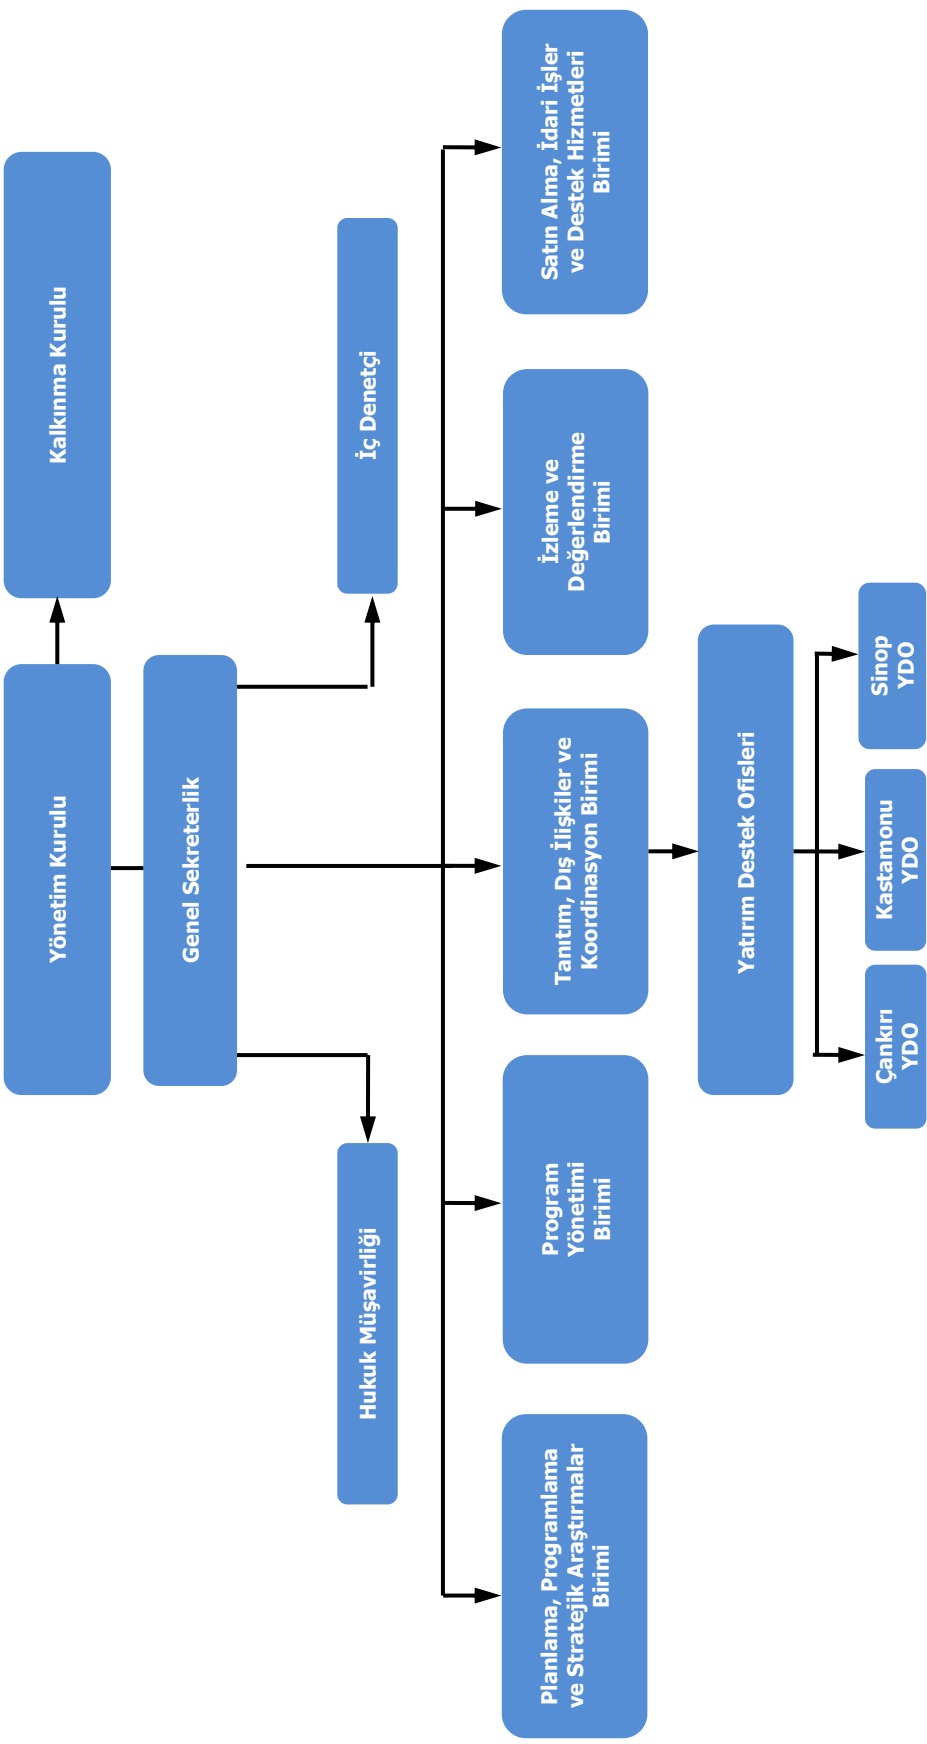 Yönetim Kurulu
Kalkınma Kurulu
Genel Sekreterlik
Hukuk Müşavirliği
İç Denetçi
Planlama, Programlama
ve Stratejik Araştırmalar
Birimi
Program
Yönetimi
Birimi
Tanıtım, Dış İlişkiler ve
Koordinasyon Birimi
İzleme ve
Değerlendirme
Birimi
Satın Alma, İdari İşler
ve Destek Hizmetleri
Birimi
Yatırım Destek Ofisleri
Çankırı
YDO
Kastamonu
YDO
Sinop
YDO